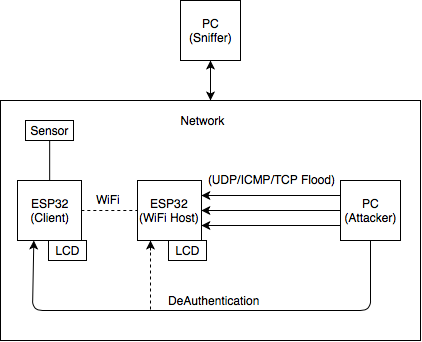 PC
(Sniffer)
Network
Sensor
(UDP/ICMP/TCP Flood)
ESP32
(Client)
WiFi
ESP32
(WiFi Host)
PC
(Attacker)
LCD
LCD
DeAuthentication